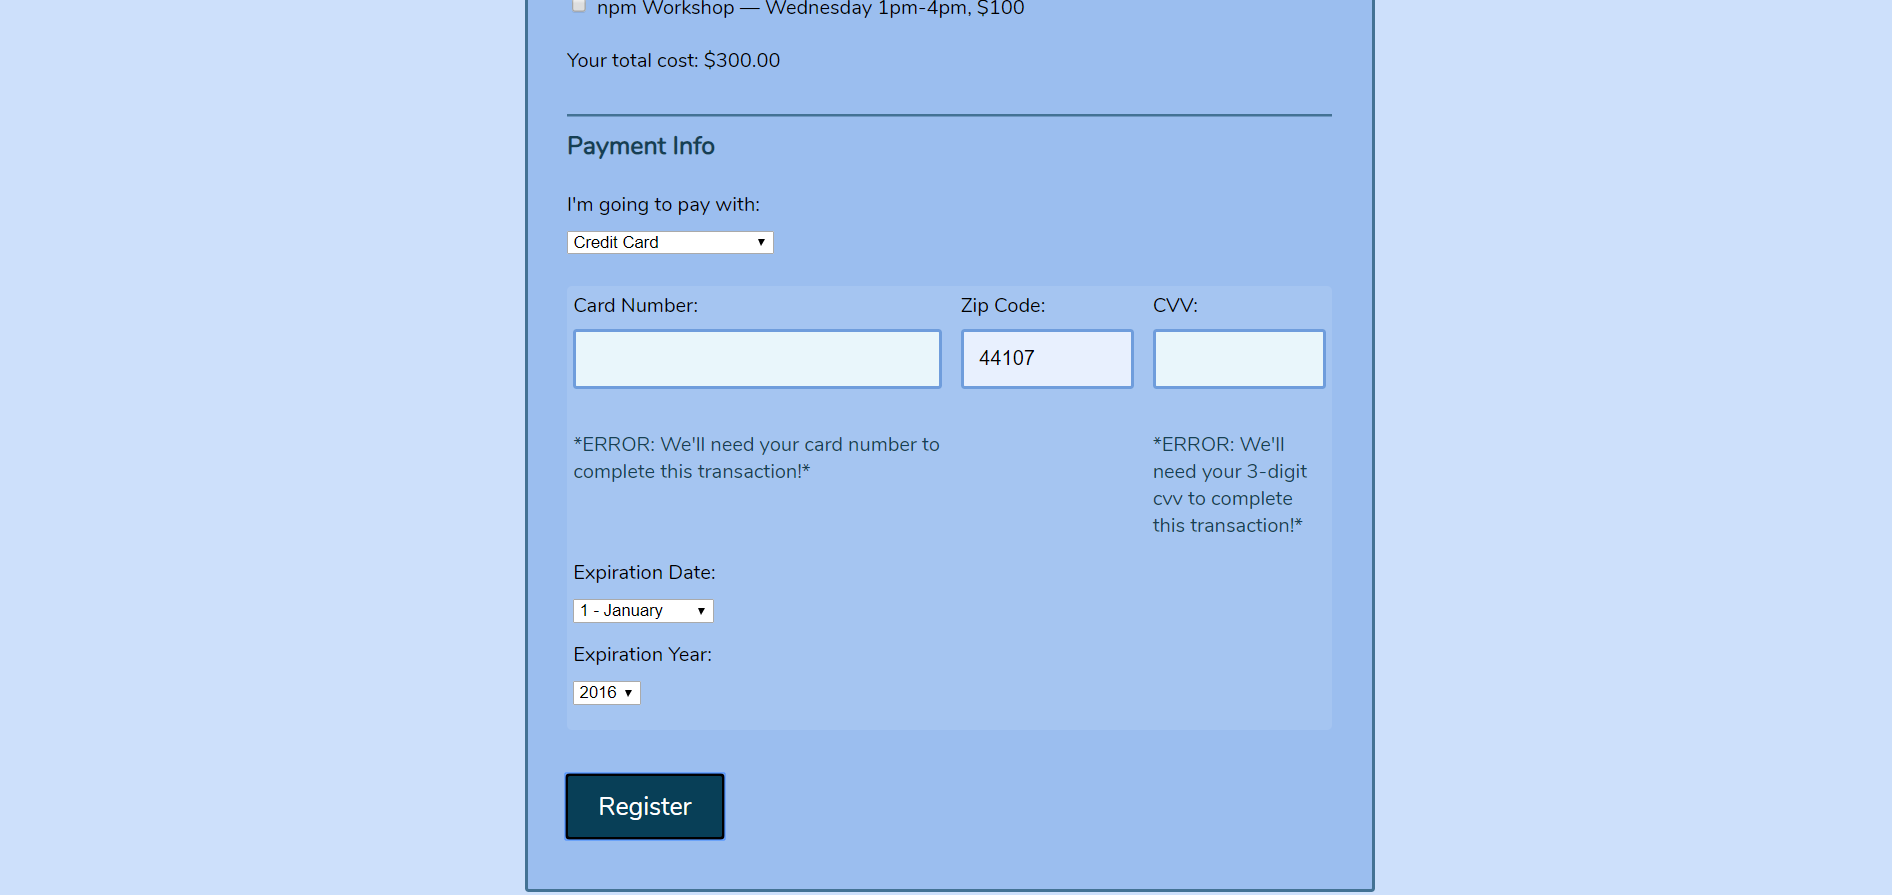 npm Workshop — Wednesday 1pm-4pm, $100
Your total cost: $300.00
Payment Info
I'm going to pay with:
Credit Card
Card Number:
Zip Code:
CVV:
44107
*ERROR: We'll need your card number to
complete this transaction!*
*ERROR: We'll
need your 3-digit
cvv to complete
this transaction!*
Expiration Date:
1 - January
Expiration Year:
2016
Register